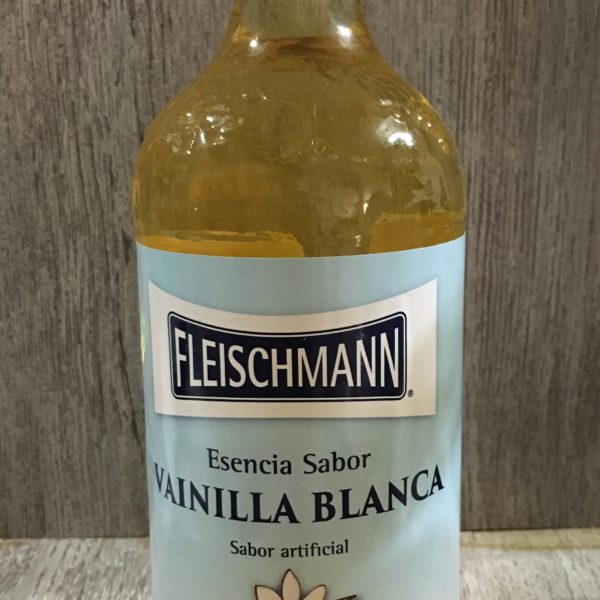 FLEISCHMANN®
Esencia Sabor
VAINILLA BLANCA
Sabor artificial